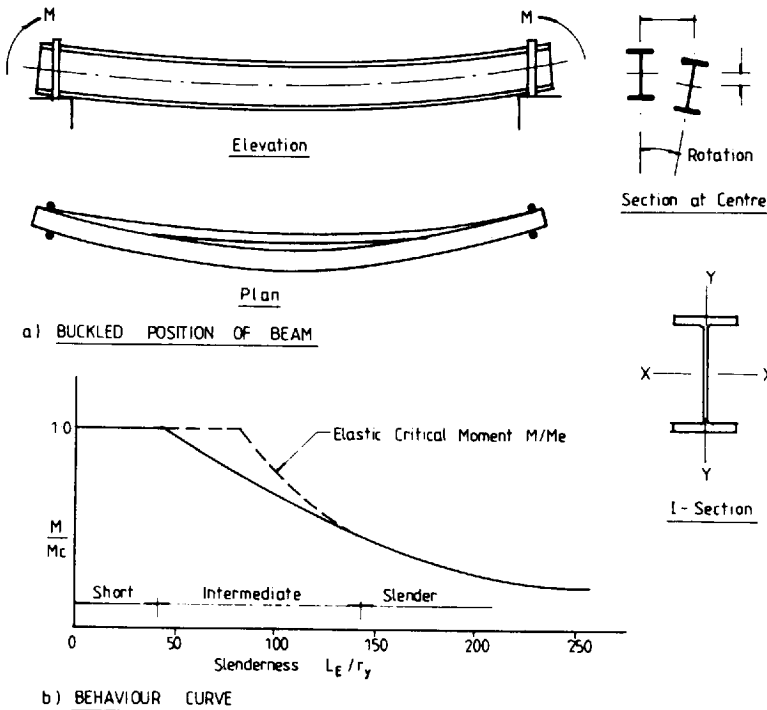 M
M
Elevation
Rotation
Section at Centre
Plan
a) BUCKLED POSITION OF BEAM
Y
X
X
Y
I-Section
1 0
Elastic Critical Moment M/Me
M
Mc
Short
Intermediate
Slender
0
50
100
150
200
250
Slenderness L_E/r_y
b) BEHAVIOUR CURVE